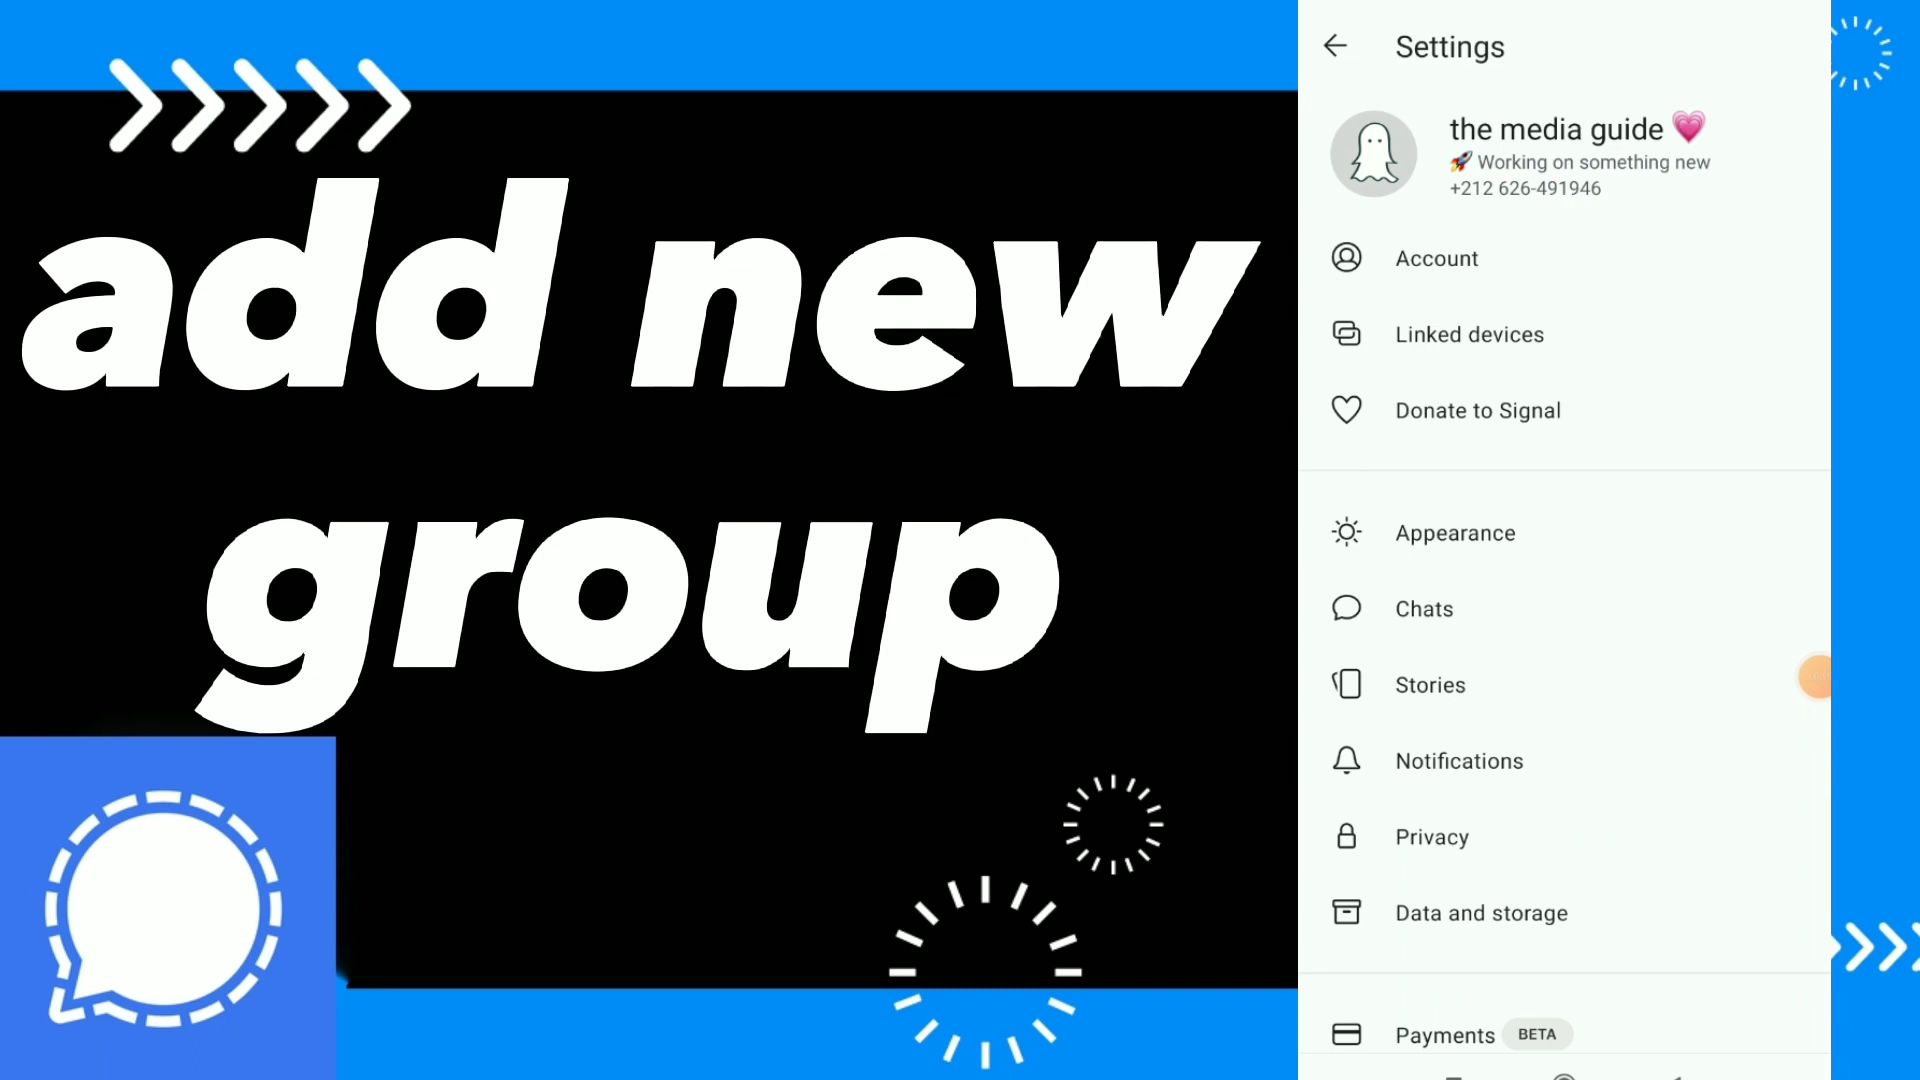 add new
group
Settings
the media guide 💗
🚀 Working on something new
+212 626-491946
Account
Linked devices
Donate to Signal
Appearance
Chats
Stories
Notifications
Privacy
Data and storage
Payments BETA